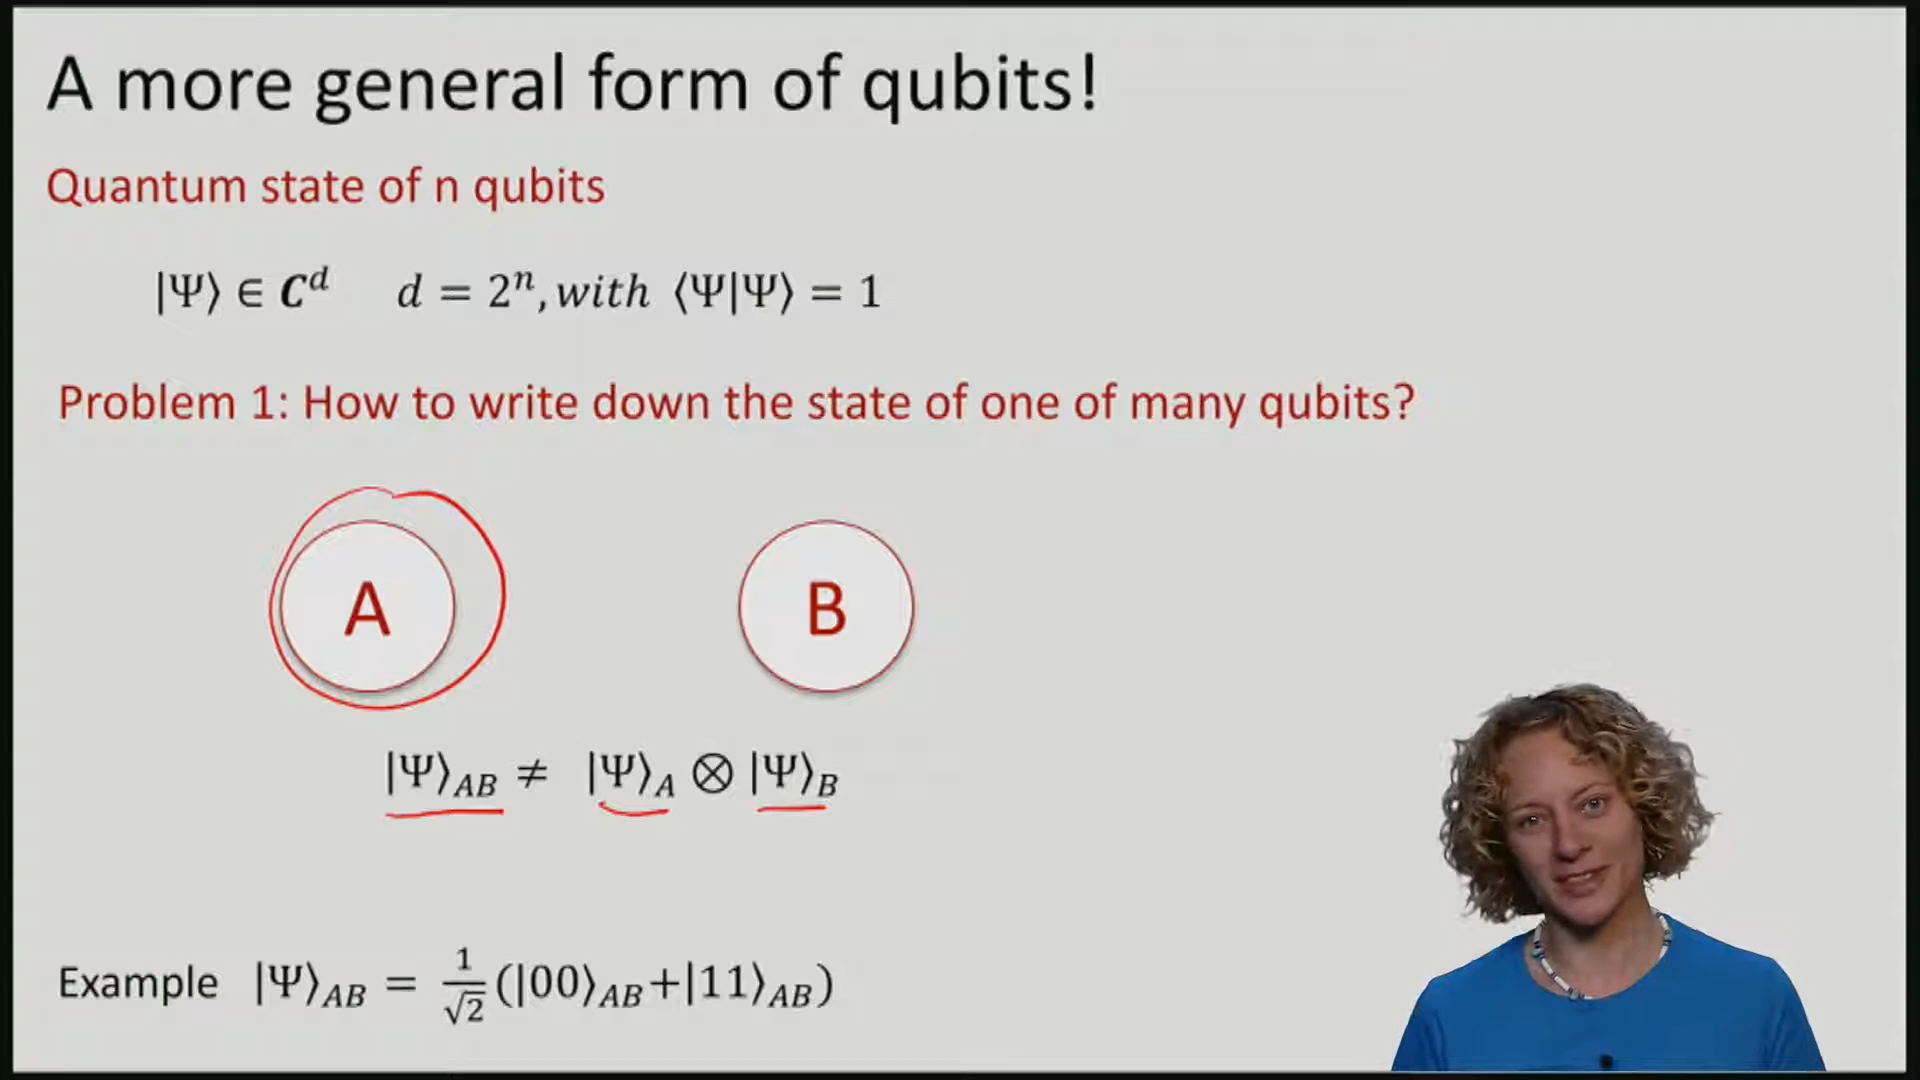 A more general form of qubits!
Quantum state of n qubits
|Ψ⟩ ∈ C^d   d = 2^n, with ⟨Ψ|Ψ⟩ = 1
Problem 1: How to write down the state of one of many qubits?
A   B
|Ψ⟩_AB ≠ |Ψ⟩_A ⊗ |Ψ⟩_B
Example |Ψ⟩_AB = 1/√2 (|00⟩_AB+|11⟩_AB)